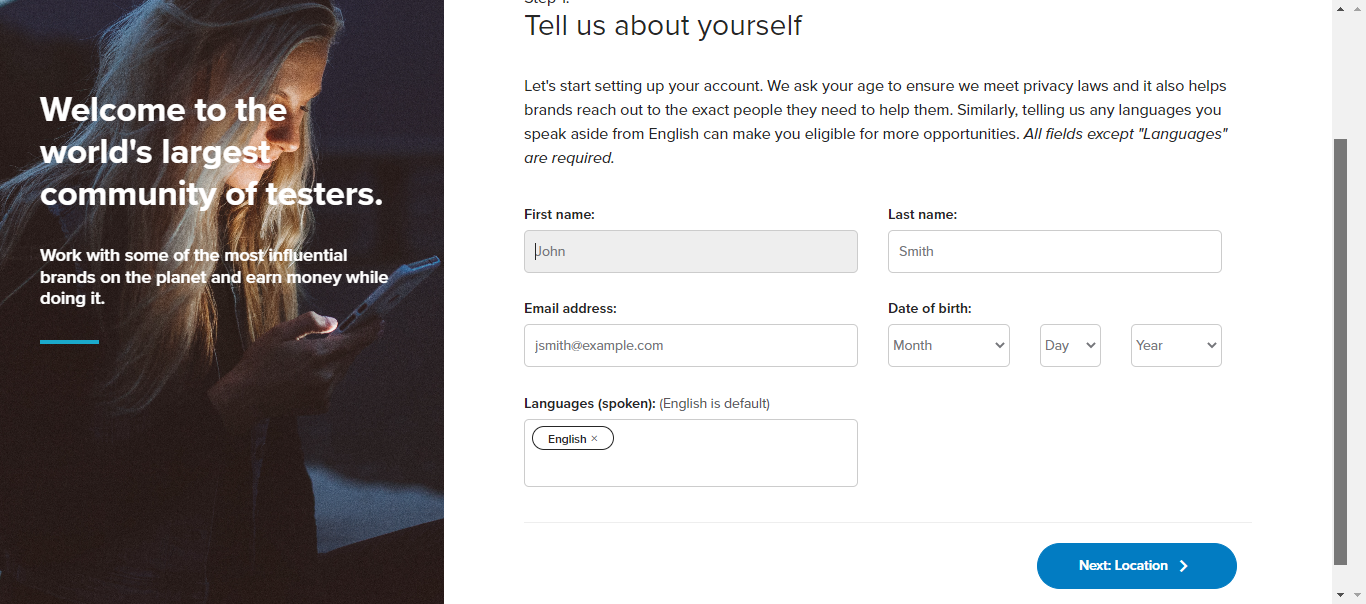 Welcome to the
world's largest
community of testers.
Work with some of the most influential
brands on the planet and earn money while
doing it.
Step 1:
Tell us about yourself
Let's start setting up your account. We ask your age to ensure we meet privacy laws and it also helps
brands reach out to the exact people they need to help them. Similarly, telling us any languages you
speak aside from English can make you eligible for more opportunities. All fields except "Languages"
are required.
First name:
Last name:
John
Smith
Email address:
Date of birth:
jsmith@example.com
Month
Day
Year
Languages (spoken): (English is default)
English ×
Next: Location